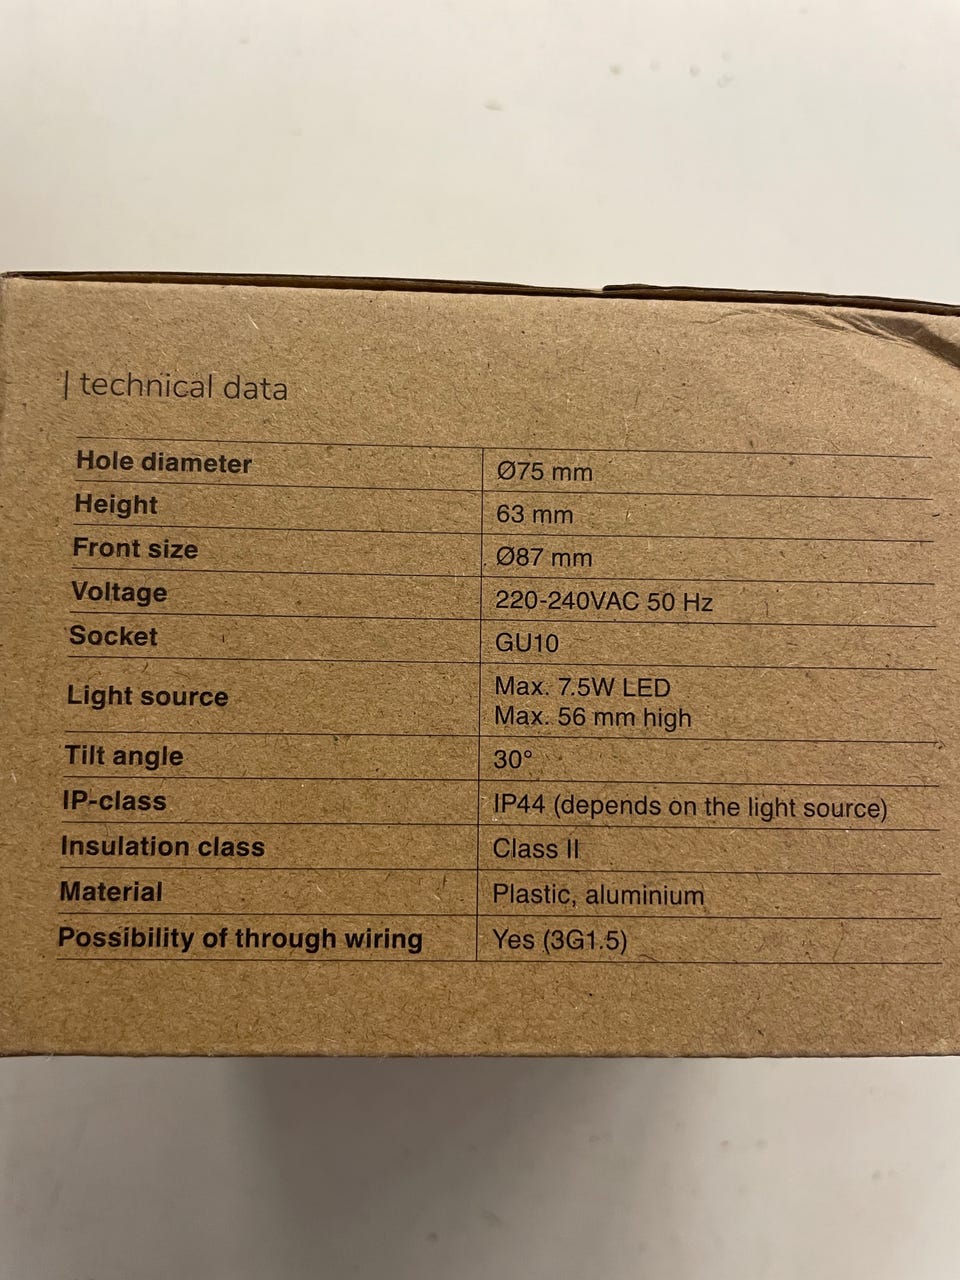 | technical data
Hole diameter Ø75 mm
Height 63 mm
Front size Ø87 mm
Voltage 220-240VAC 50 Hz
Socket GU10
Light source Max. 7.5W LED
Max. 56 mm high
Tilt angle 30°
IP-class IP44 (depends on the light source)
Insulation class Class II
Material Plastic, aluminium
Possibility of through wiring Yes (3G1.5)